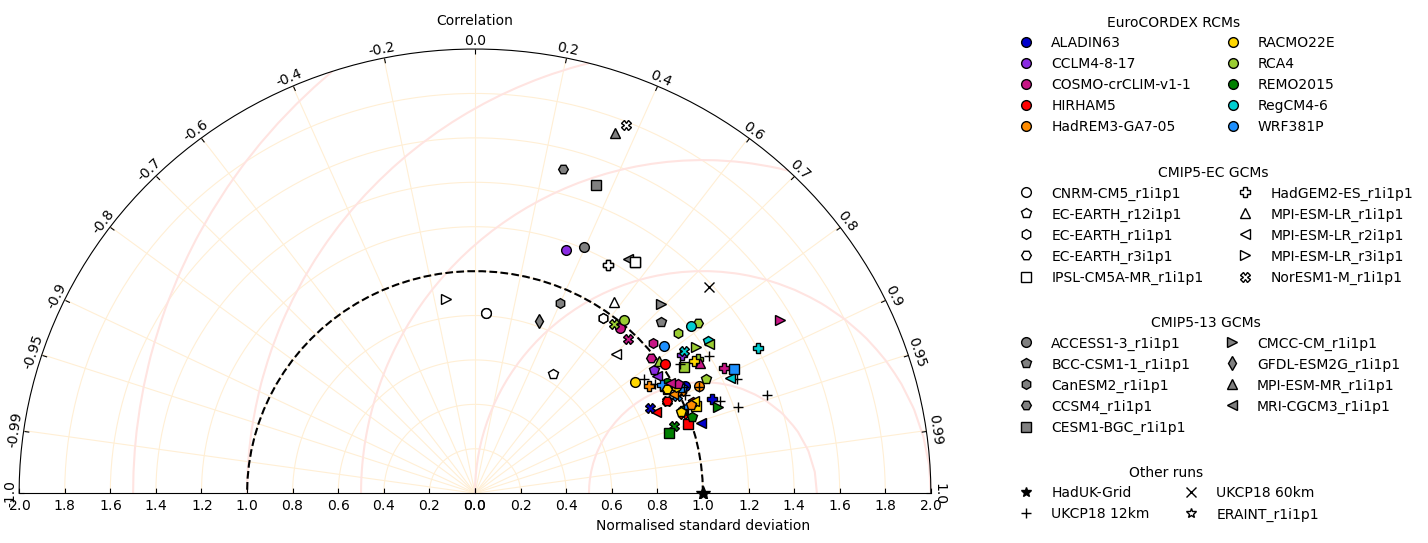 Correlation
0.0
-0.2
0.2
-0.4
0.4
-0.6
0.6
-0.7
0.7
-0.8
0.8
-0.9
0.9
-0.95
0.95
-0.99
0.99
1.0
1.0
2.0 1.8 1.6 1.4 1.2 1.0 0.8 0.6 0.4 0.2 0.0 0.2 0.4 0.6 0.8 1.0 1.2 1.4 1.6 1.8 2.0
Normalised standard deviation
EuroCORDEX RCMs
ALADIN63 RACMO22E
CCLM4-8-17 RCA4
COSMO-crCLIM-v1-1 REMO2015
HIRHAM5 RegCM4-6
HadREM3-GA7-05 WRF381P
CMIP5-EC GCMs
CNRM-CM5_r1i1p1 HadGEM2-ES_r1i1p1
EC-EARTH_r12i1p1 MPI-ESM-LR_r1i1p1
EC-EARTH_r1i1p1 MPI-ESM-LR_r2i1p1
EC-EARTH_r3i1p1 MPI-ESM-LR_r3i1p1
IPSL-CM5A-MR_r1i1p1 NorESM1-M_r1i1p1
CMIP5-13 GCMs
ACCESS1-3_r1i1p1 CMCC-CM_r1i1p1
BCC-CSM1-1_r1i1p1 GFDL-ESM2G_r1i1p1
CanESM2_r1i1p1 MPI-ESM-MR_r1i1p1
CCSM4_r1i1p1 MRI-CGCM3_r1i1p1
CESM1-BGC_r1i1p1
Other runs
HadUK-Grid UKCP18 60km
UKCP18 12km ERAINT_r1i1p1